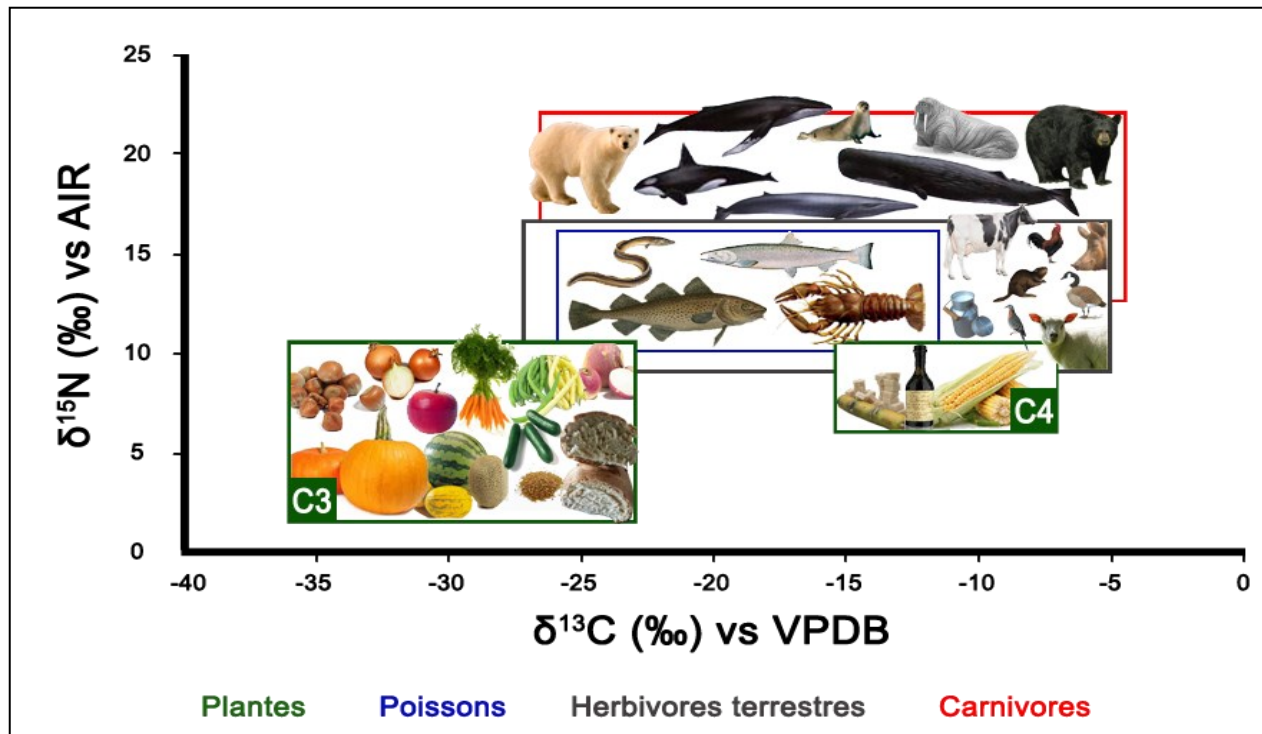 25
20
15
10
5
0
δ¹⁵N (‰) vs AIR
C3
C4
-40 -35 -30 -25 -20 -15 -10 -5 0
δ¹³C (‰) vs VPDB
Plantes Poissons Herbivores terrestres Carnivores